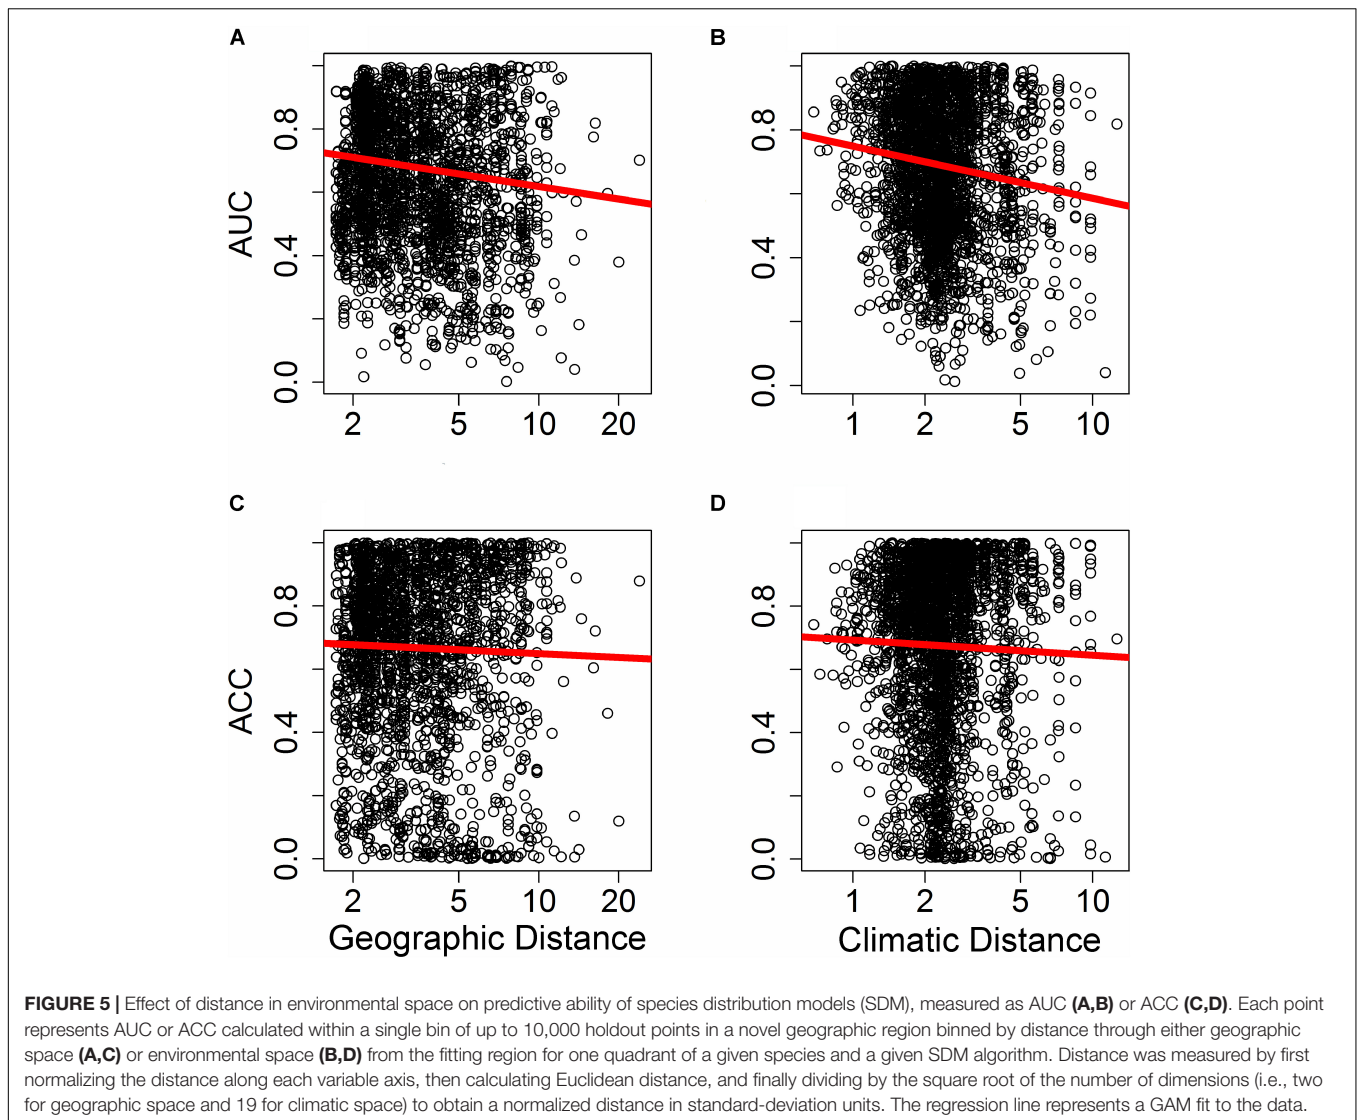 A
B
AUC
0.8
0.4
0.0
2 5 10 20
0.8
0.4
0.0
1 2 5 10
C
D
ACC
0.8
0.4
0.0
2 5 10 20
Geographic Distance
0.8
0.4
0.0
1 2 5 10
Climatic Distance
FIGURE 5 | Effect of distance in environmental space on predictive ability of species distribution models (SDM), measured as AUC (A,B) or ACC (C,D). Each point
represents AUC or ACC calculated within a single bin of up to 10,000 holdout points in a novel geographic region binned by distance through either geographic
space (A,C) or environmental space (B,D) from the fitting region for one quadrant of a given species and a given SDM algorithm. Distance was measured by first
normalizing the distance along each variable axis, then calculating Euclidean distance, and finally dividing by the square root of the number of dimensions (i.e., two
for geographic space and 19 for climatic space) to obtain a normalized distance in standard-deviation units. The regression line represents a GAM fit to the data.